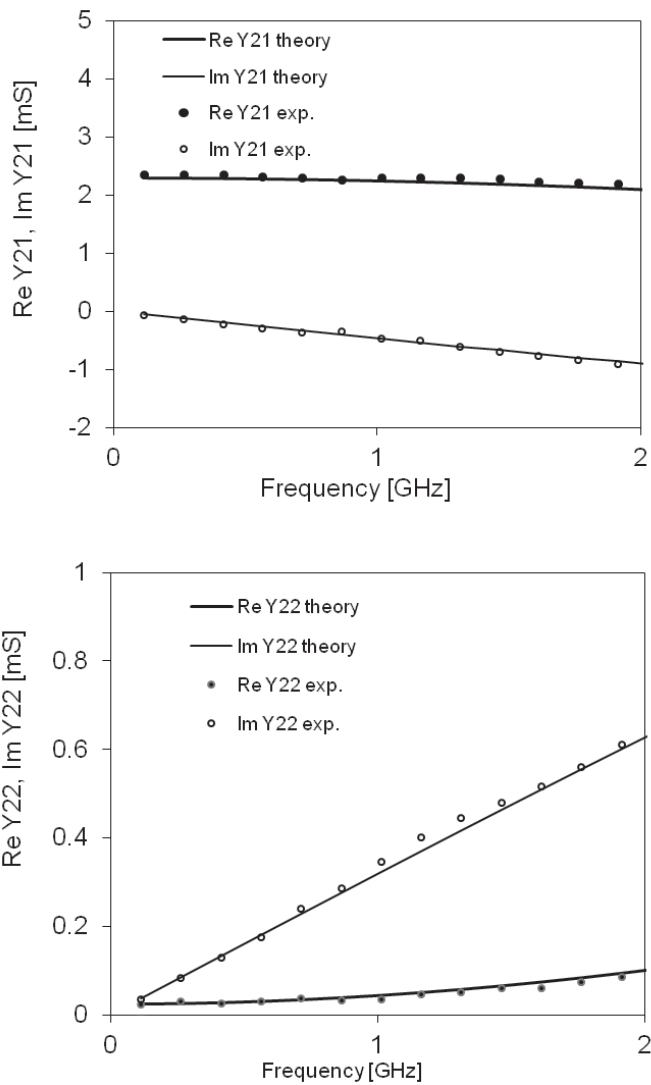 5
4
3
2
1
0
-1
-2
Re Y21, Im Y21 [mS]
Re Y21 theory
Im Y21 theory
Re Y21 exp.
Im Y21 exp.
0
1
2
Frequency [GHz]
1
0.8
0.6
0.4
0.2
0
Re Y22, Im Y22 [mS]
Re Y22 theory
Im Y22 theory
Re Y22 exp.
Im Y22 exp.
0
1
2
Frequency [GHz]